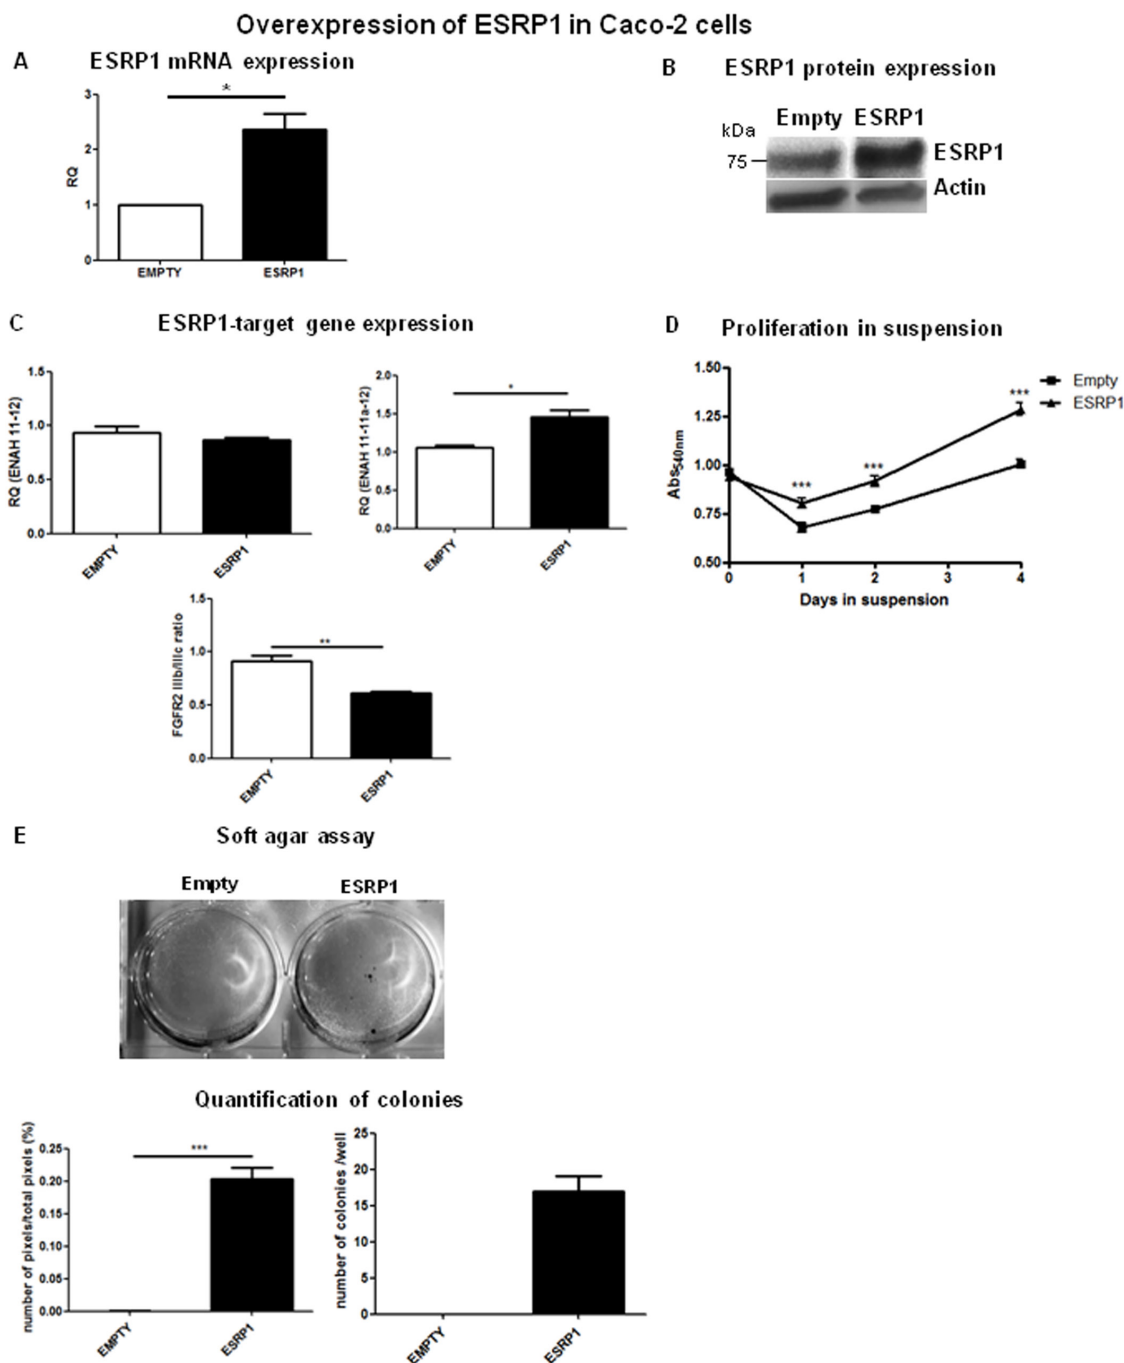 Overexpression of ESRP1 in Caco-2 cells
A
ESRP1 mRNA expression
*
3
2
1
0
RQ
EMPTY
ESRP1
B
ESRP1 protein expression
Empty ESRP1
kDa
75
ESRP1
Actin
C
ESRP1-target gene expression
RQ (ENAH 11-12)
1.5
1.0
0.5
0.0
EMPTY
ESRP1
RQ (ENAH 11-11a-12)
2.0
1.5
1.0
0.5
0.0
*
EMPTY
ESRP1
FGFR2 IIIb/IIIc ratio
1.5
1.0
0.5
0.0
**
EMPTY
ESRP1
D
Proliferation in suspension
Abs540nm
1.50
1.25
1.00
0.75
0.50
***
***
***
Empty
ESRP1
0 1 2 3 4
Days in suspension
E
Soft agar assay
Empty
ESRP1
Quantification of colonies
number of pixels/total pixels (%)
0.25
0.20
0.15
0.10
0.05
0.00
***
EMPTY
ESRP1
number of colonies /well
25
20
15
10
5
0
EMPTY
ESRP1